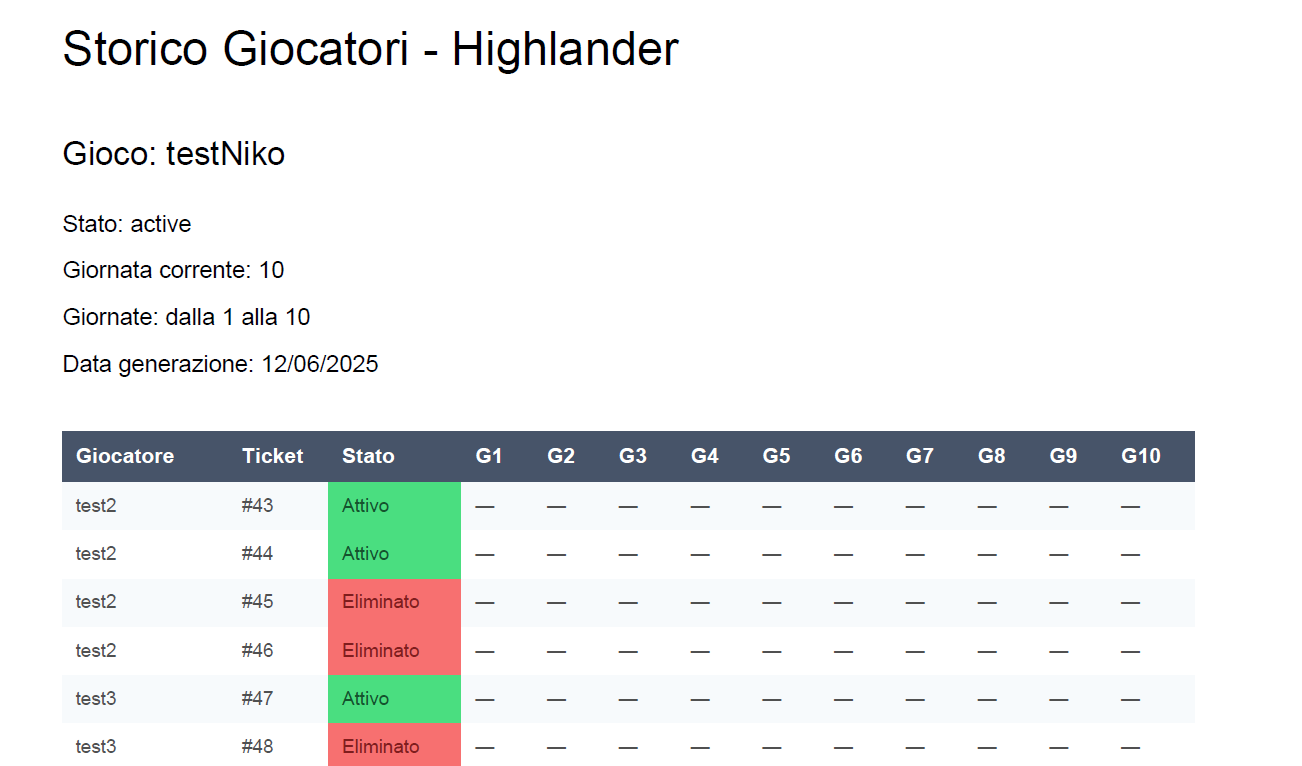 Storico Giocatori - Highlander
Gioco: testNiko
Stato: active
Giornata corrente: 10
Giornate: dalla 1 alla 10
Data generazione: 12/06/2025
Giocatore Ticket Stato G1 G2 G3 G4 G5 G6 G7 G8 G9 G10
test2 #43 Attivo — — — — — — — — — —
test2 #44 Attivo — — — — — — — — — —
test2 #45 Eliminato — — — — — — — — — —
test2 #46 Eliminato — — — — — — — — — —
test3 #47 Attivo — — — — — — — — — —
test3 #48 Eliminato — — — — — — — — — —